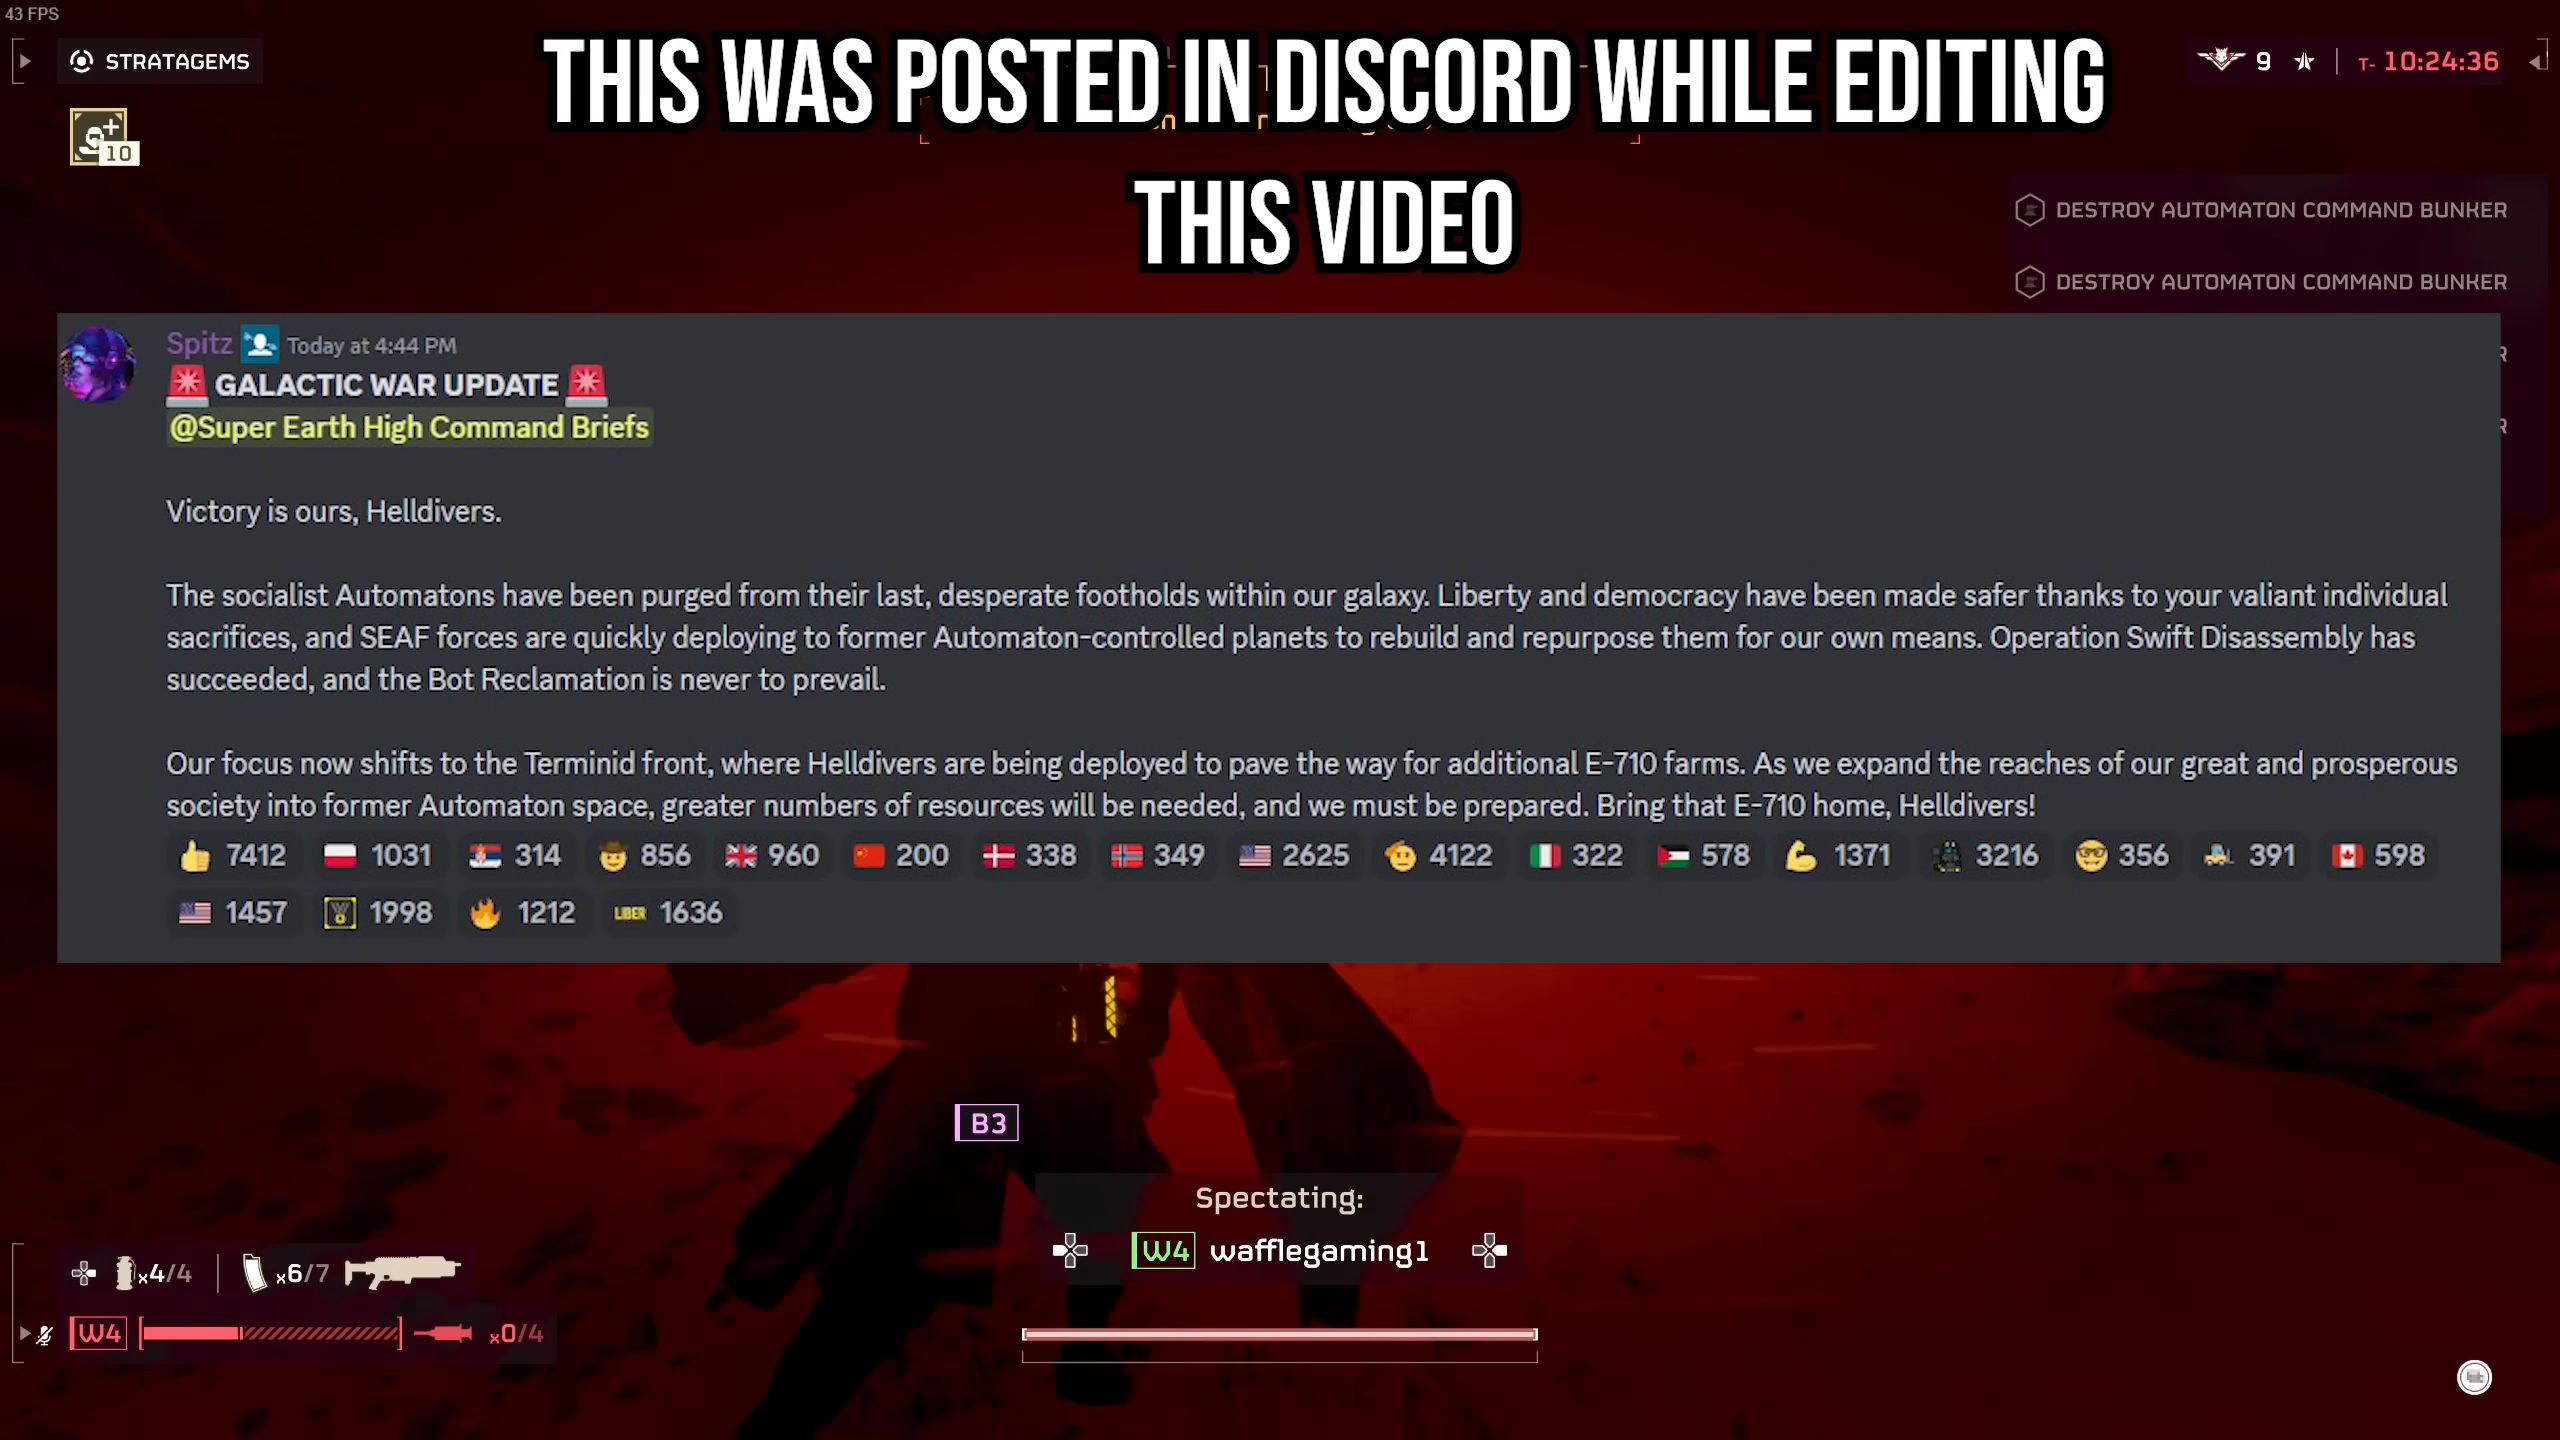 43 FPS
STRATAGEMS
10
THIS WAS POSTED IN DISCORD WHILE EDITING
THIS VIDEO
9
T- 10:24:36
DESTROY AUTOMATON COMMAND BUNKER
DESTROY AUTOMATON COMMAND BUNKER
Spitz Today at 4:44 PM
GALACTIC WAR UPDATE
@Super Earth High Command Briefs
Victory is ours, Helldivers.
The socialist Automatons have been purged from their last, desperate footholds within our galaxy. Liberty and democracy have been made safer thanks to your valiant individual
sacrifices, and SEAF forces are quickly deploying to former Automaton-controlled planets to rebuild and repurpose them for our own means. Operation Swift Disassembly has
succeeded, and the Bot Reclamation is never to prevail.
Our focus now shifts to the Terminid front, where Helldivers are being deployed to pave the way for additional E-710 farms. As we expand the reaches of our great and prosperous
society into former Automaton space, greater numbers of resources will be needed, and we must be prepared. Bring that E-710 home, Helldivers!
7412 1031 314 856 960 200 338 349 2625 4122 322 578 1371 3216 356 391 598
1457 1998 1212 LIBER 1636
B3
Spectating:
W4 wafflegaming1
x4/4 x6/7
W4 x0/4